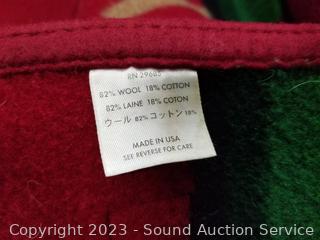 RN 29685
82% WOOL 18% COTTON
82% LAINE 18% COTON
ウール 82% コットン 18%
MADE IN USA
SEE REVERSE FOR CARE
Copyright 2023 - Sound Auction Service